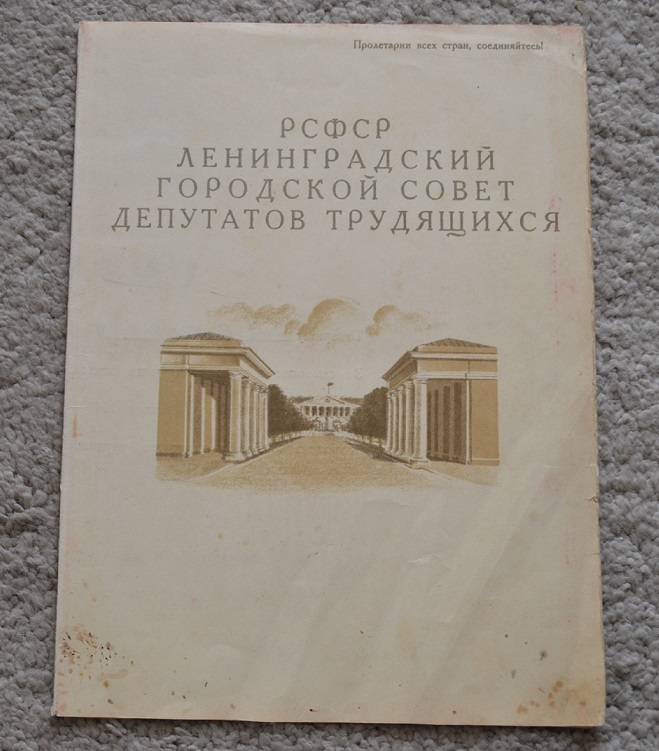 Пролетарии всех стран, соединяйтесь!
РСФСР
ЛЕНИНГРАДСКИЙ
ГОРОДСКОЙ СОВЕТ
ДЕПУТАТОВ ТРУДЯЩИХСЯ